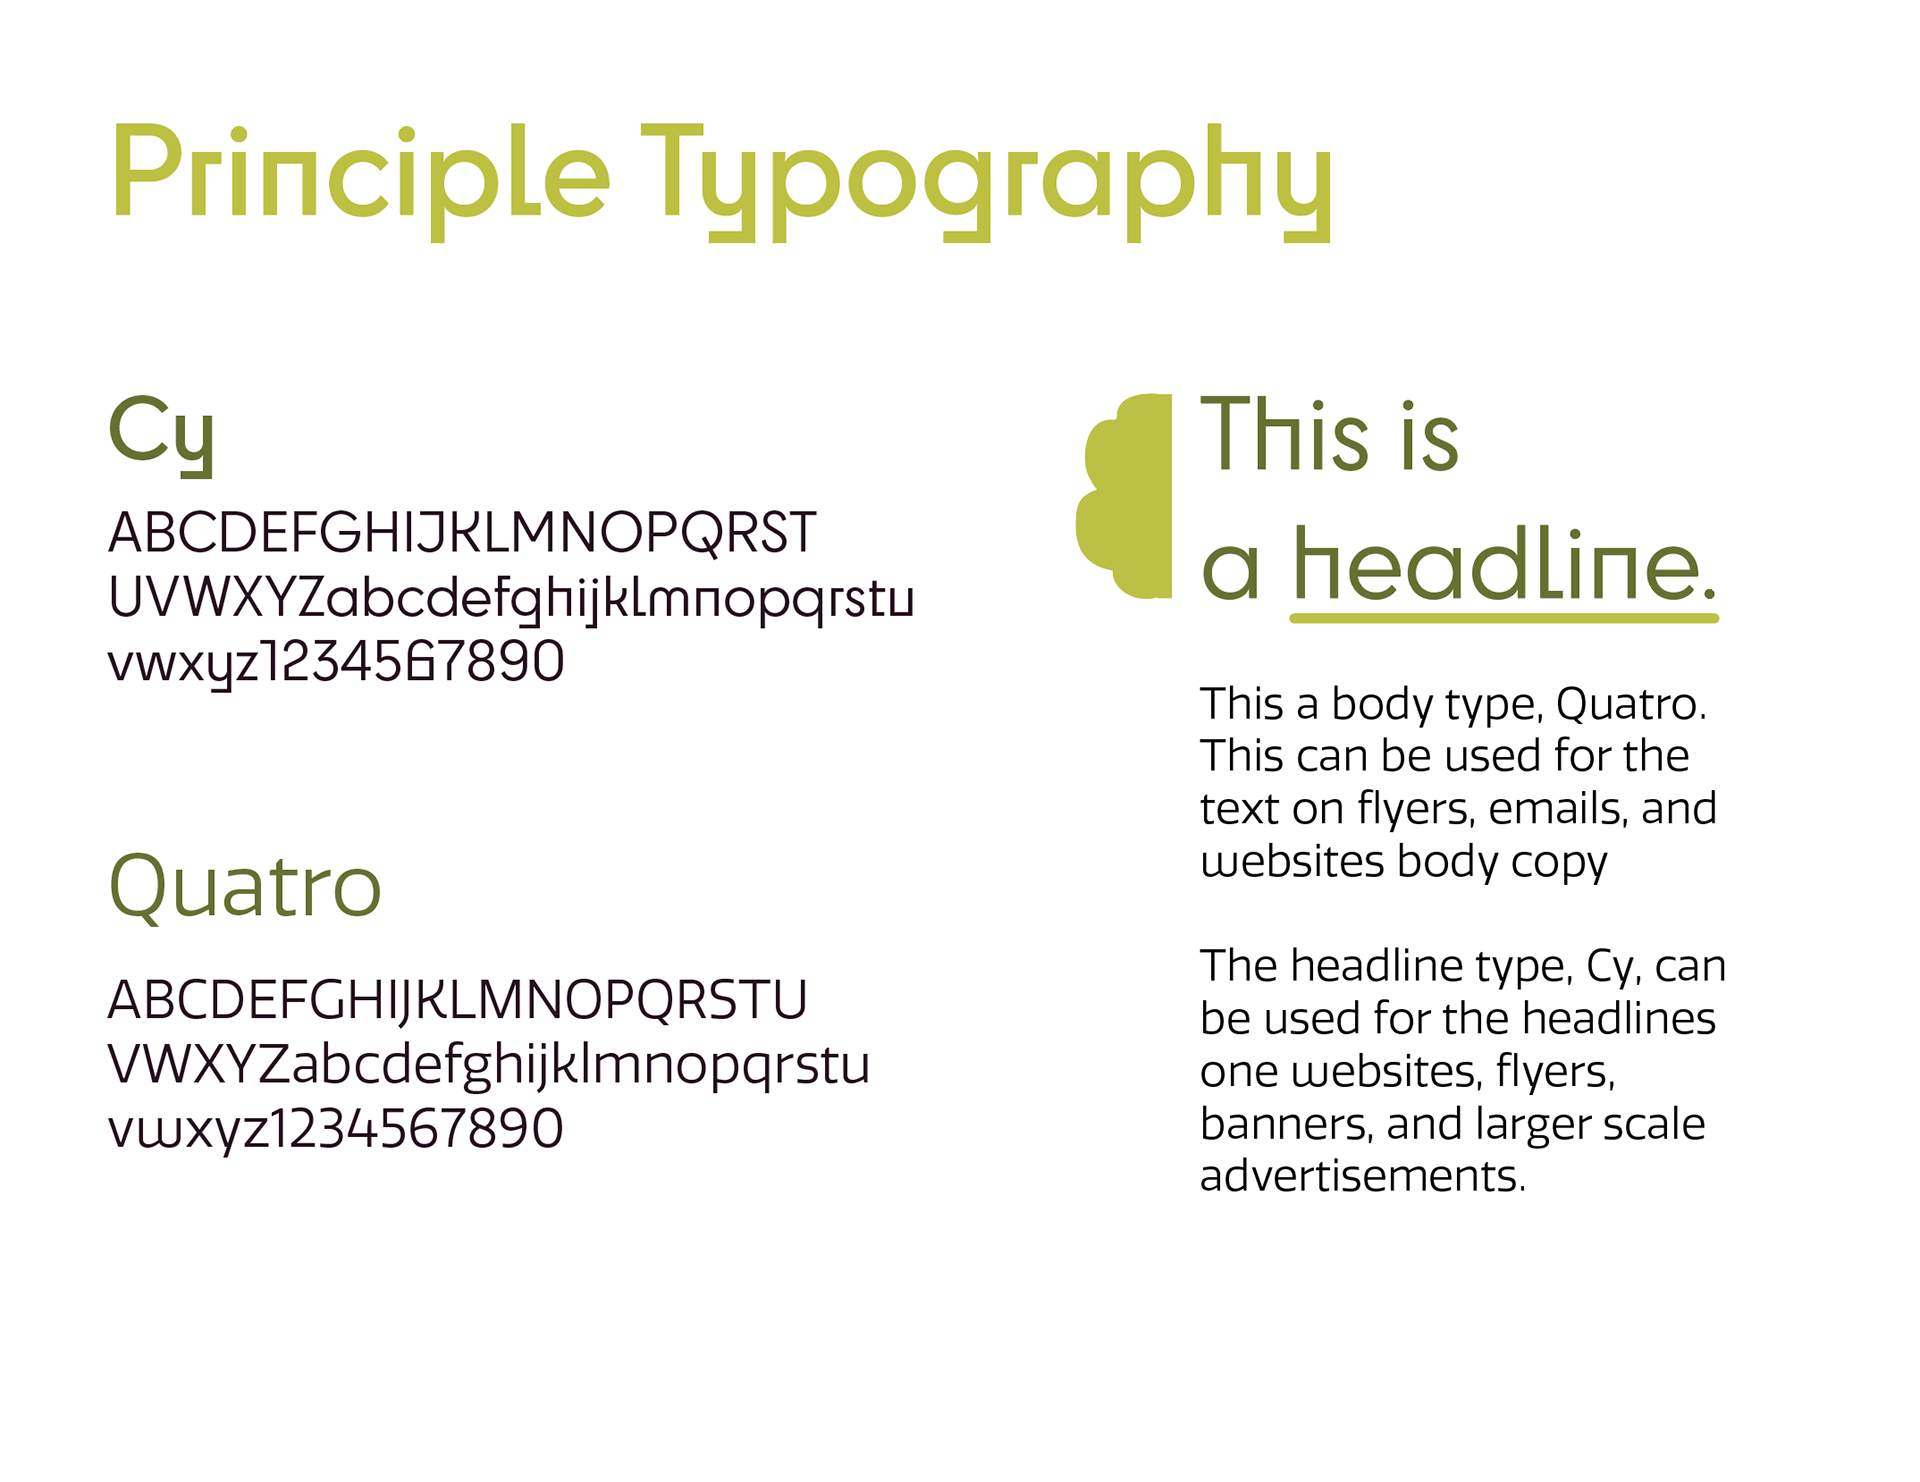 Principle Typography
Cy
ABCDEFGHIJKLMNOPQRST
UVWXYZabcdefghijklmnopqrstu
vwxyz1234567890
Quatro
ABCDEFGHIJKLMNOPQRSTU
VWXYZabcdefghijklmnopqrstu
vwxyz1234567890
This is
a headline.
This a body type, Quatro.
This can be used for the
text on flyers, emails, and
websites body copy
The headline type, Cy, can
be used for the headlines
one websites, flyers,
banners, and larger scale
advertisements.